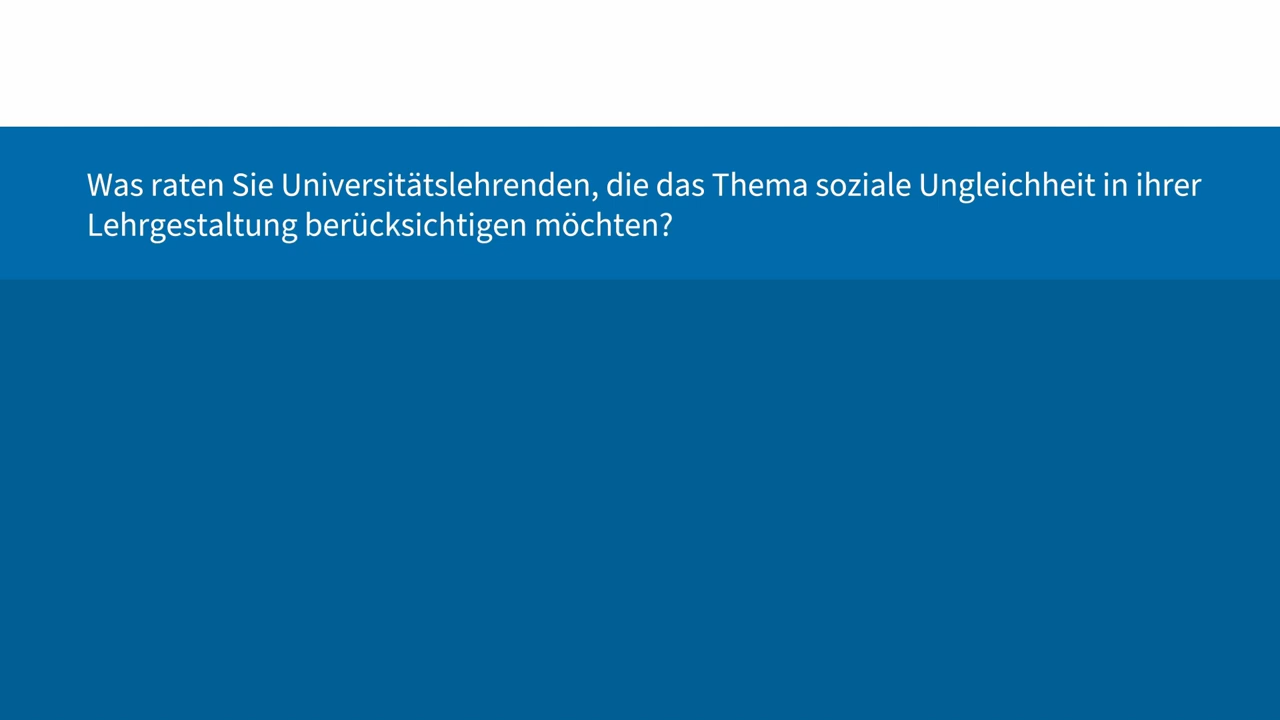 Was raten Sie Universitätslehrenden, die das Thema soziale Ungleichheit in ihrer
Lehrgestaltung berücksichtigen möchten?